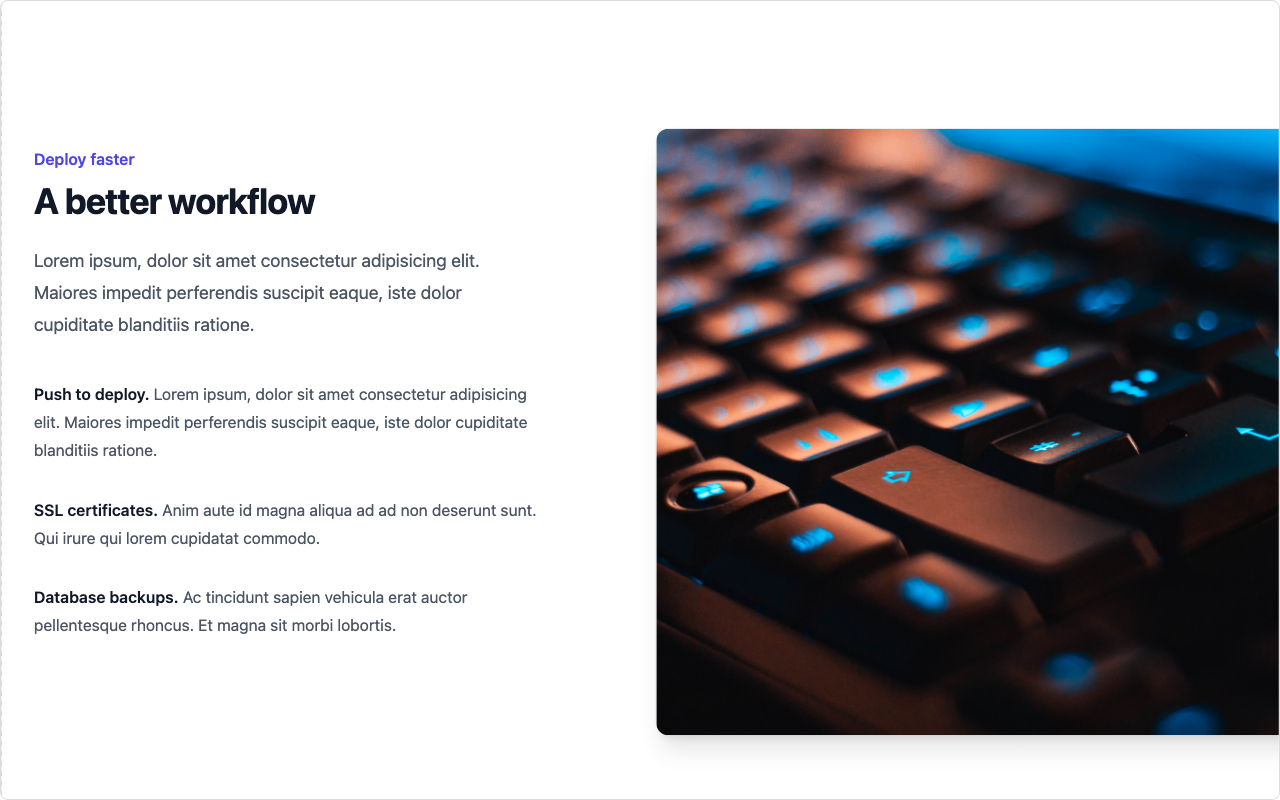 Deploy faster
A better workflow
Lorem ipsum, dolor sit amet consectetur adipisicing elit.
Maiores impedit perferendis suscipit eaque, iste dolor
cupiditate blanditiis ratione.
Push to deploy. Lorem ipsum, dolor sit amet consectetur adipisicing
elit. Maiores impedit perferendis suscipit eaque, iste dolor cupiditate
blanditiis ratione.
SSL certificates. Anim aute id magna aliqua ad ad non deserunt sunt.
Qui irure qui lorem cupidatat commodo.
Database backups. Ac tincidunt sapien vehicula erat auctor
pellentesque rhoncus. Et magna sit morbi lobortis.